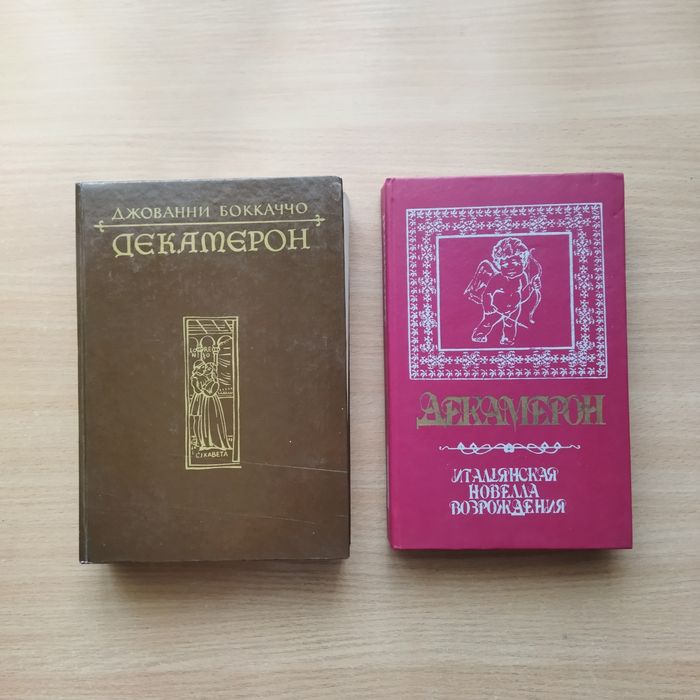 ДЖОВАННИ БОККАЧЧО
ДЕКАМЕРОН
ДЕКАМЕРОН
ИТАЛЬЯНСКАЯ
НОВЕЛЛА
ВОЗРОЖДЕНИЯ